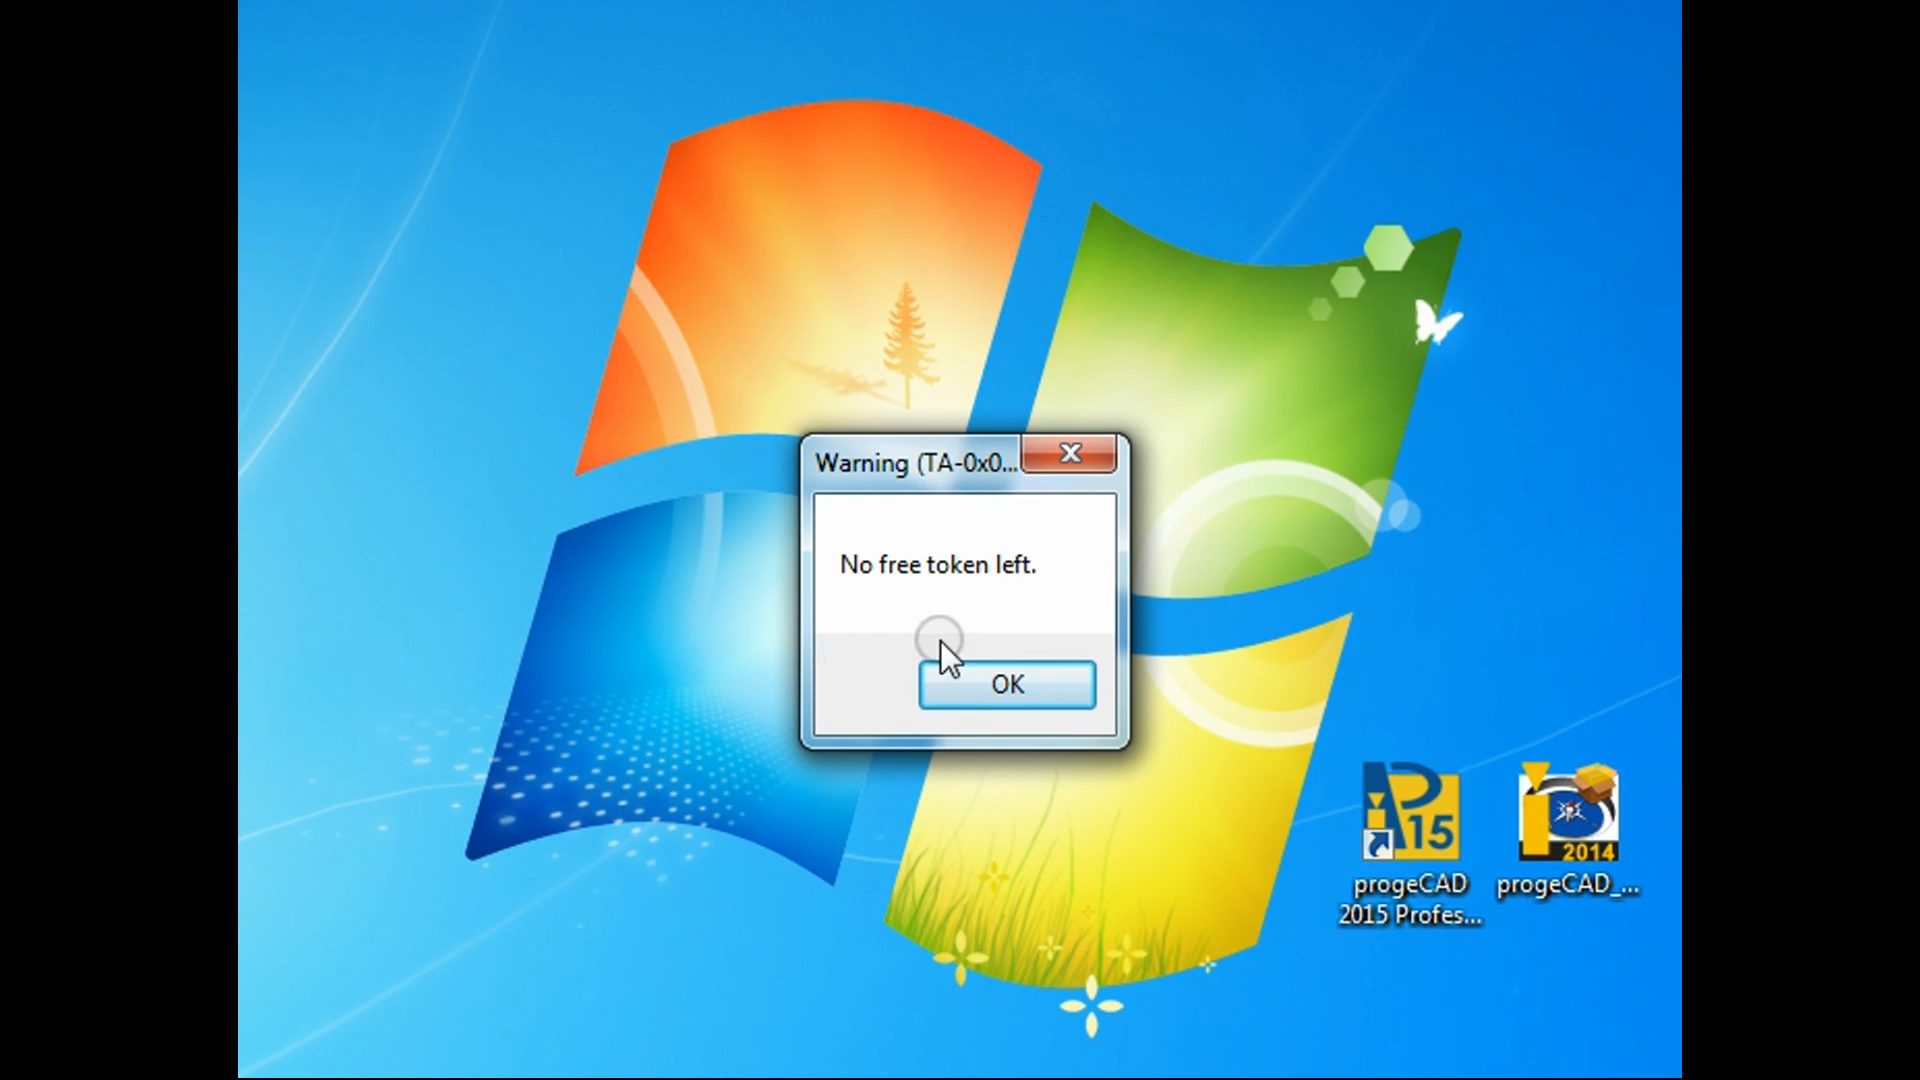 Warning (TA-0x0...
No free token left.
OK
15
progeCAD
2015 Profes...
2014
progeCAD_...